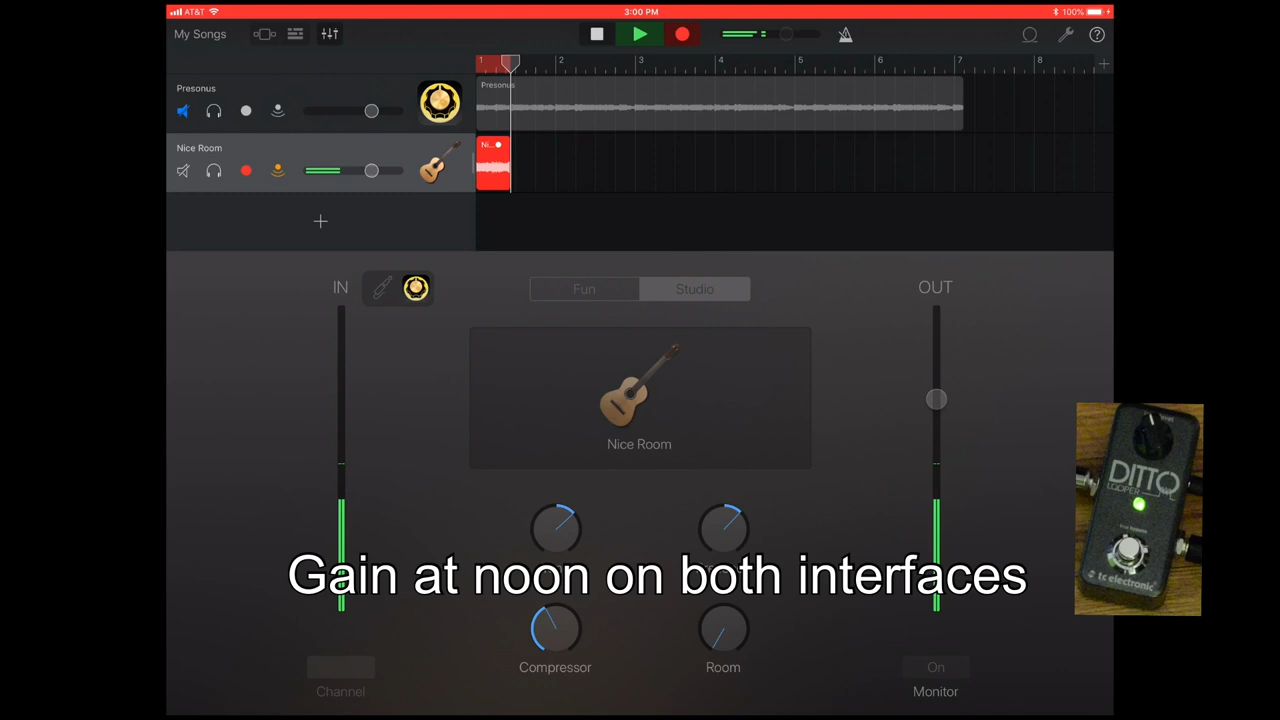 AT&T
3:00 PM
100%
My Songs
1 2 3 4 5 6 7 8
Presonus
Presonus
Nice Room
Ni...
IN
Fun
Studio
OUT
Nice Room
Gain at noon on both interfaces
Compressor
Room
Channel
On
Monitor
DITTO
LOOPER
tc electronic